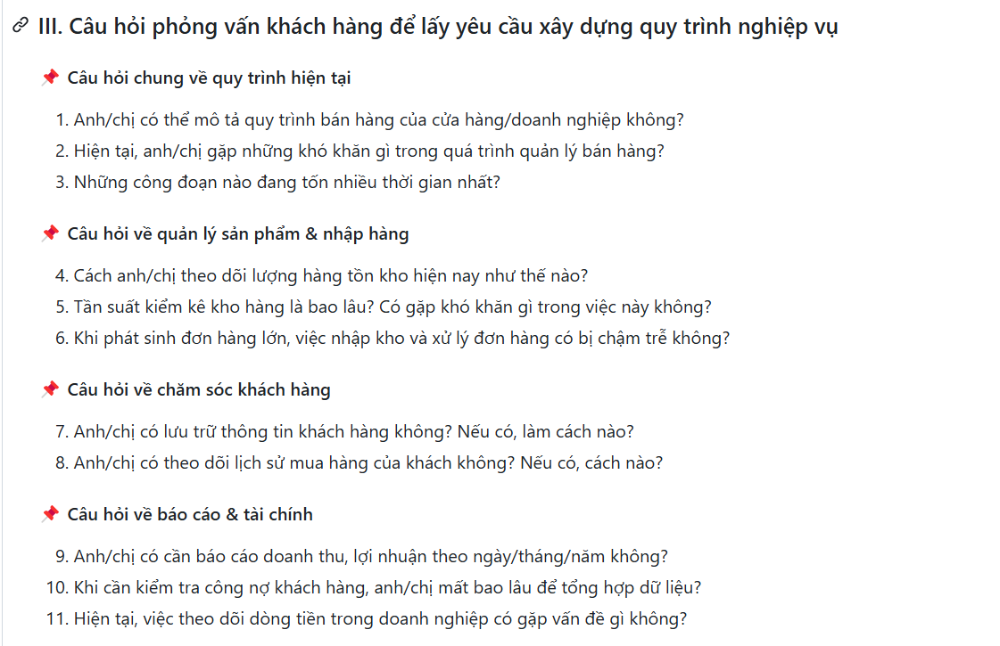 III. Câu hỏi phỏng vấn khách hàng để lấy yêu cầu xây dựng quy trình nghiệp vụ
📌 Câu hỏi chung về quy trình hiện tại
1. Anh/chị có thể mô tả quy trình bán hàng của cửa hàng/doanh nghiệp không?
2. Hiện tại, anh/chị gặp những khó khăn gì trong quá trình quản lý bán hàng?
3. Những công đoạn nào đang tốn nhiều thời gian nhất?
📌 Câu hỏi về quản lý sản phẩm & nhập hàng
4. Cách anh/chị theo dõi lượng hàng tồn kho hiện nay như thế nào?
5. Tần suất kiểm kê kho hàng là bao lâu? Có gặp khó khăn gì trong việc này không?
6. Khi phát sinh đơn hàng lớn, việc nhập kho và xử lý đơn hàng có bị chậm trễ không?
📌 Câu hỏi về chăm sóc khách hàng
7. Anh/chị có lưu trữ thông tin khách hàng không? Nếu có, làm cách nào?
8. Anh/chị có theo dõi lịch sử mua hàng của khách không? Nếu có, cách nào?
📌 Câu hỏi về báo cáo & tài chính
9. Anh/chị có cần báo cáo doanh thu, lợi nhuận theo ngày/tháng/năm không?
10. Khi cần kiểm tra công nợ khách hàng, anh/chị mất bao lâu để tổng hợp dữ liệu?
11. Hiện tại, việc theo dõi dòng tiền trong doanh nghiệp có gặp vấn đề gì không?